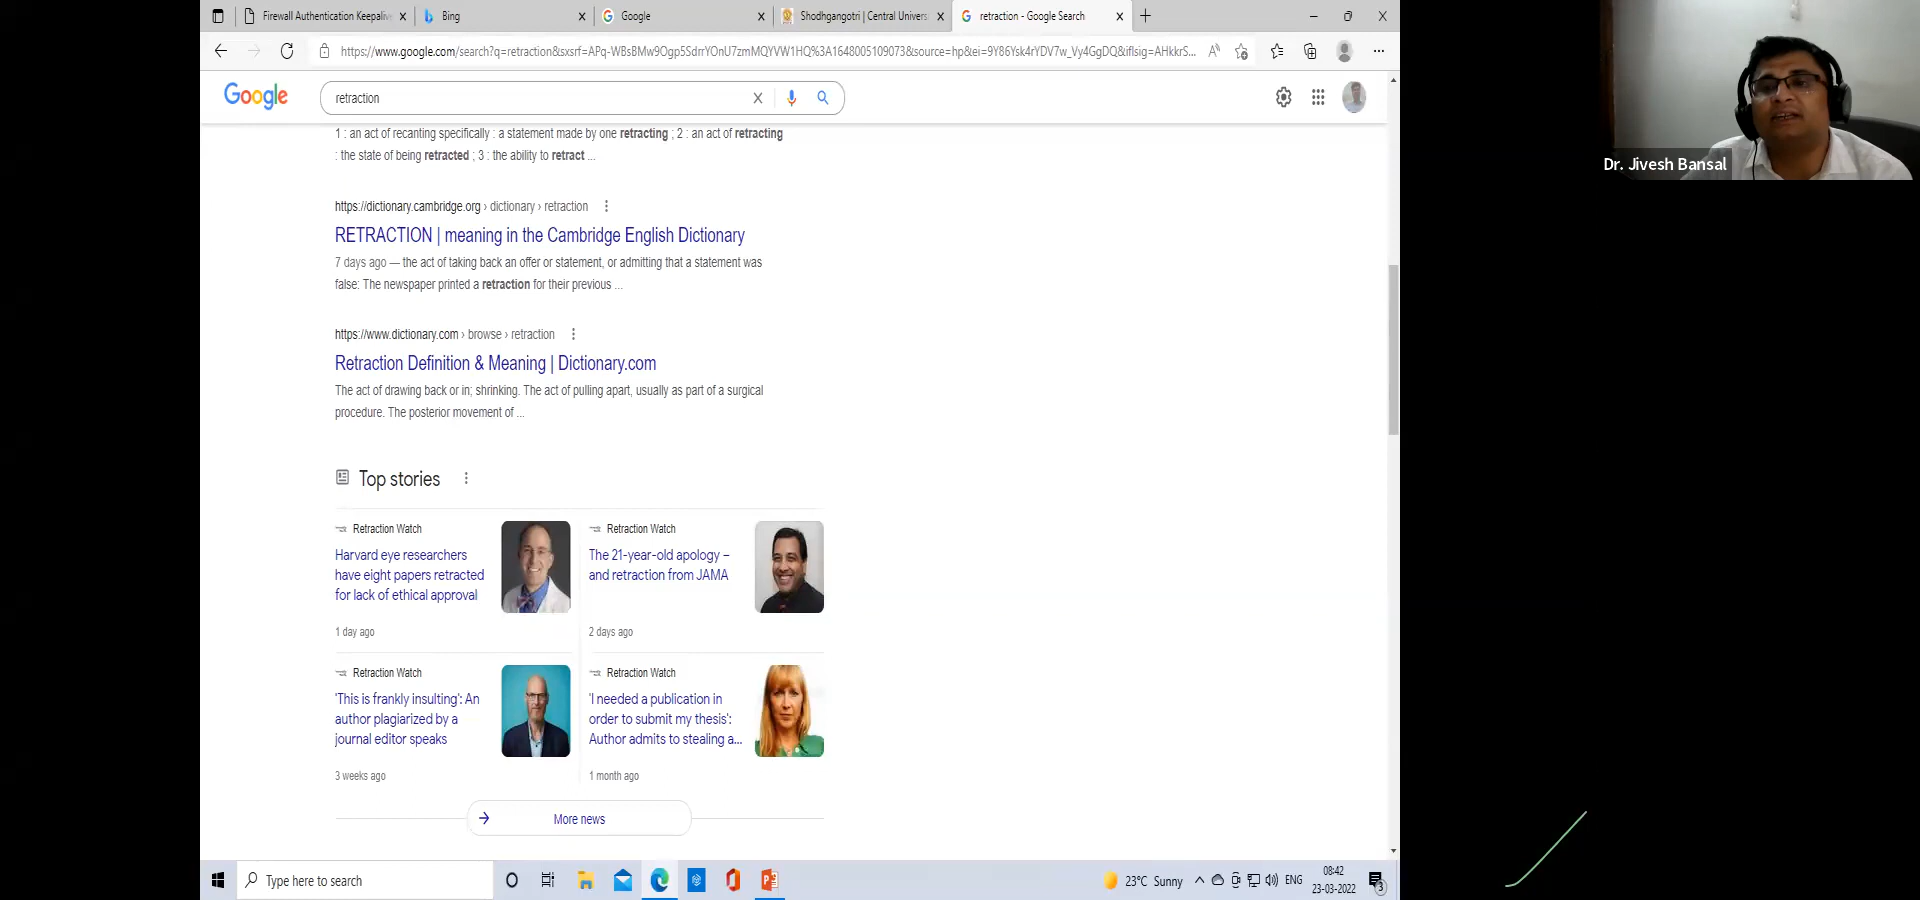 Firewall Authentication Keepaliv
Bing
Google
Shodhgangotri | Central Univers
retraction - Google Search
https://www.google.com/search?q=retraction&sxsrf=APq-WBsBMw9Ogp5SdrrYOnU7zmMQYVW1HQ%3A1648005109073&source=hp&ei=9Y86Ysk4rYDV7w_Vy4GgDQ&iflsig=AHkkrS...
Google
retraction
1 : an act of recanting specifically : a statement made by one retracting ; 2 : an act of retracting
: the state of being retracted ; 3 : the ability to retract ...
https://dictionary.cambridge.org › dictionary › retraction
RETRACTION | meaning in the Cambridge English Dictionary
7 days ago — the act of taking back an offer or statement, or admitting that a statement was
false: The newspaper printed a retraction for their previous ...
https://www.dictionary.com › browse › retraction
Retraction Definition & Meaning | Dictionary.com
The act of drawing back or in; shrinking. The act of pulling apart, usually as part of a surgical
procedure. The posterior movement of ...
Top stories
Retraction Watch
Harvard eye researchers
have eight papers retracted
for lack of ethical approval
1 day ago
Retraction Watch
The 21-year-old apology –
and retraction from JAMA
2 days ago
Retraction Watch
'This is frankly insulting': An
author plagiarized by a
journal editor speaks
3 weeks ago
Retraction Watch
'I needed a publication in
order to submit my thesis':
Author admits to stealing a...
1 month ago
More news
Type here to search
23°C Sunny
ENG
08:42
23-03-2022
3
Dr. Jivesh Bansal